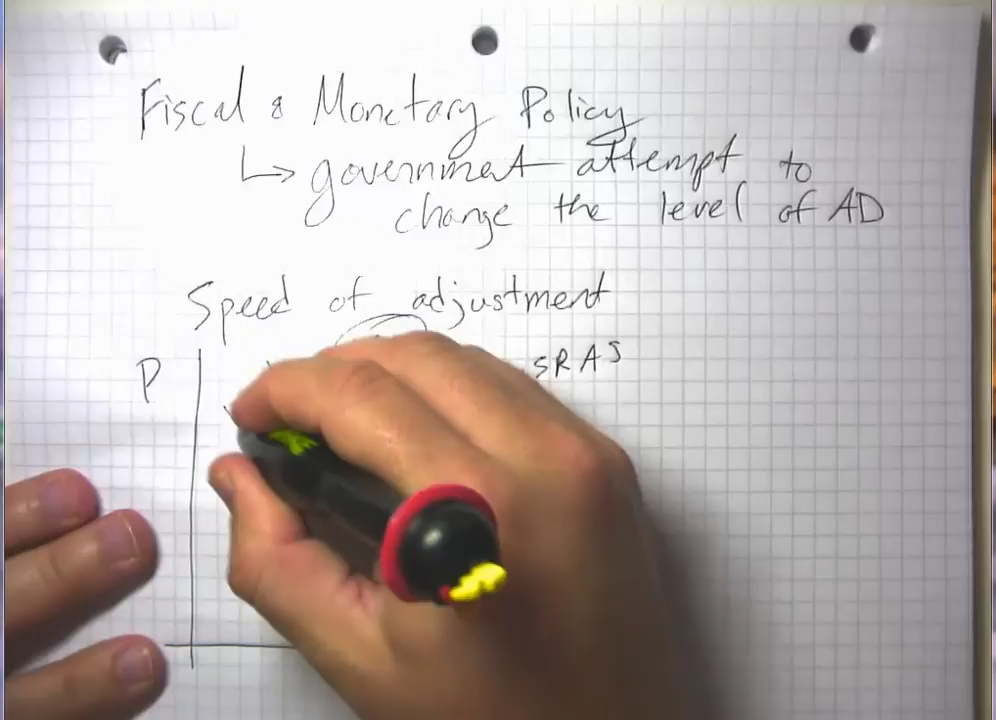 Fiscal & Monetary Policy
↳ government attempt to
change the level of AD
Speed of adjustment
SRAS
P